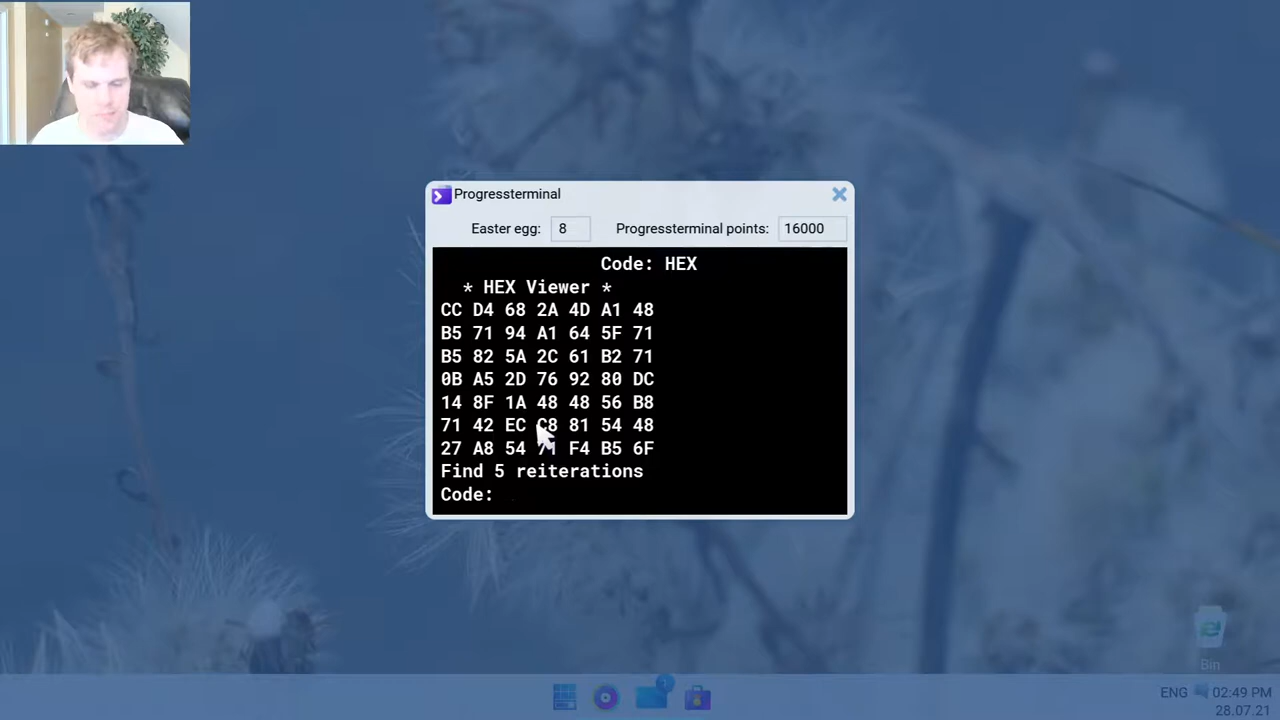 Progressterminal
Easter egg: 8 Progressterminal points: 16000
Code: HEX
* HEX Viewer *
CC D4 68 2A 4D A1 48
B5 71 94 A1 64 5F 71
B5 82 5A 2C 61 B2 71
0B A5 2D 76 92 80 DC
14 8F 1A 48 48 56 B8
71 42 EC C8 81 54 48
27 A8 54 71 F4 B5 6F
Find 5 reiterations
Code:
Bin
ENG 02:49 PM
28.07.21